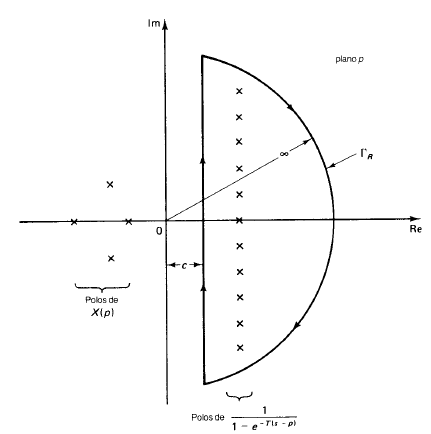 Im
plano p
∞
Γ_R
0
Re
c
Polos de
X(p)
Polos de 1 / (1 − e^{−T(s − p)})